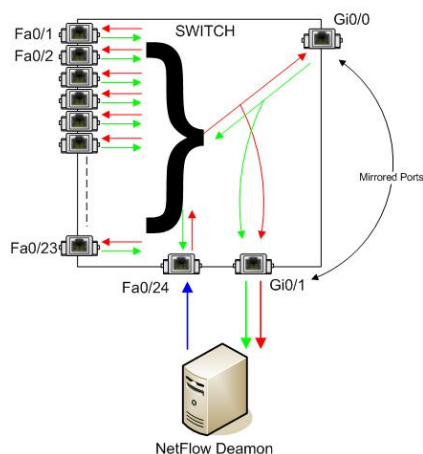 SWITCH
Gi0/0
Fa0/1
Fa0/2
Mirrored Ports
Fa0/23
Fa0/24
Gi0/1
NetFlow Deamon